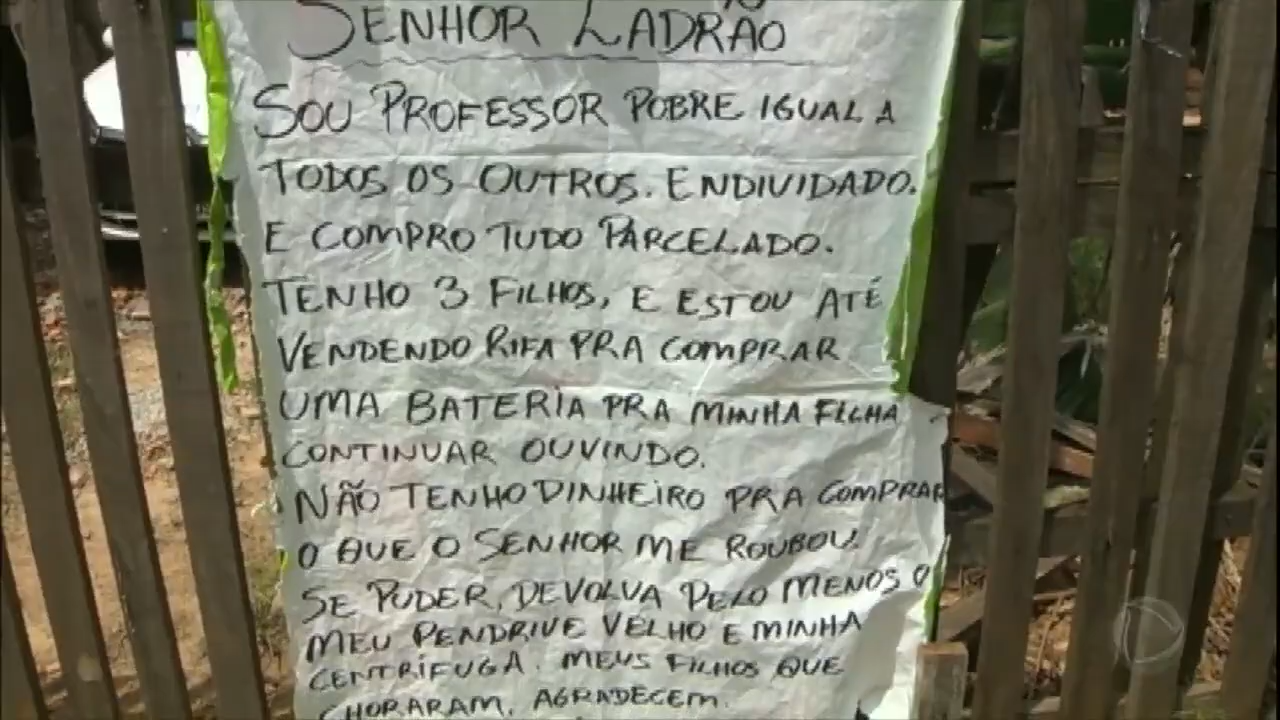 SENHOR LADRÃO
SOU PROFESSOR POBRE IGUAL A
TODOS OS OUTROS. ENDIVIDADO.
E COMPRO TUDO PARCELADO.
TENHO 3 FILHOS, E ESTOU ATÉ
VENDENDO RIFA PRA COMPRAR
UMA BATERIA PRA MINHA FILHA
CONTINUAR OUVINDO.
NÃO TENHO DINHEIRO PRA COMPRAR
O QUE O SENHOR ME ROUBOU.
SE PUDER, DEVOLVA PELO MENOS O
MEU PENDRIVE VELHO E MINHA
CENTRÍFUGA. MEUS FILHOS QUE
CHORARAM, AGRADECEM.